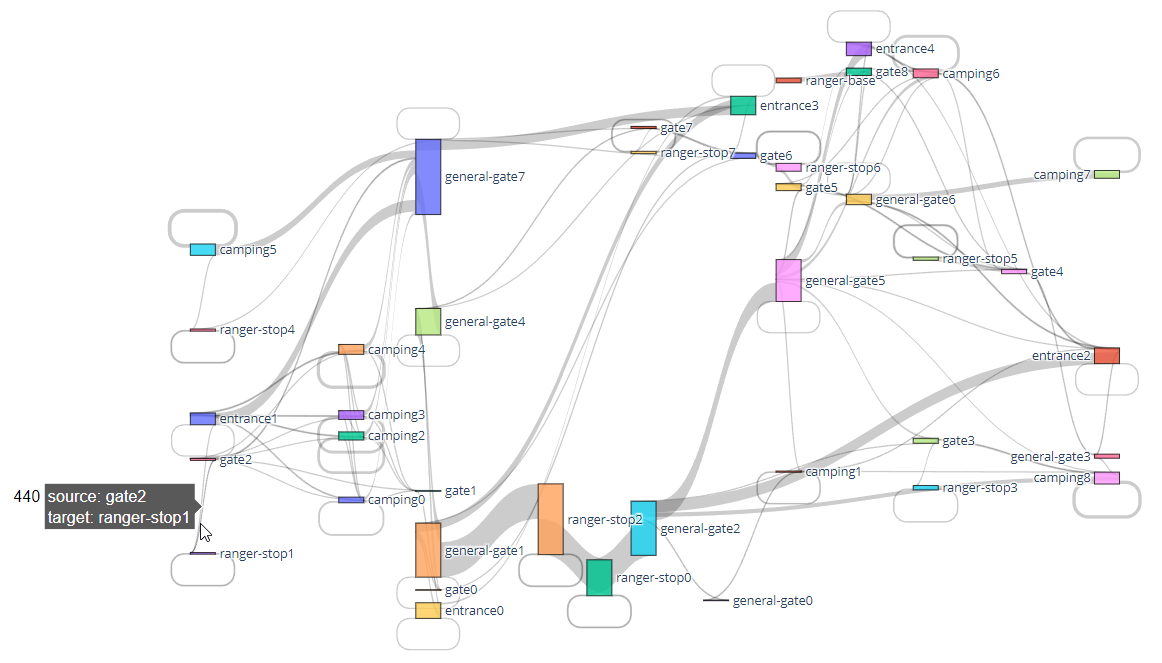 entrance4
gate8
camping6
ranger-base
entrance3
gate7
ranger-stop7
gate6
ranger-stop6
gate5
general-gate6
camping7
general-gate7
camping5
ranger-stop5
gate4
general-gate5
general-gate4
ranger-stop4
camping4
entrance2
entrance1
camping3
camping2
gate3
general-gate3
gate2
camping1
camping8
gate1
ranger-stop3
440
source: gate2
target: ranger-stop1
camping0
ranger-stop2
general-gate2
general-gate1
ranger-stop1
ranger-stop0
gate0
general-gate0
entrance0